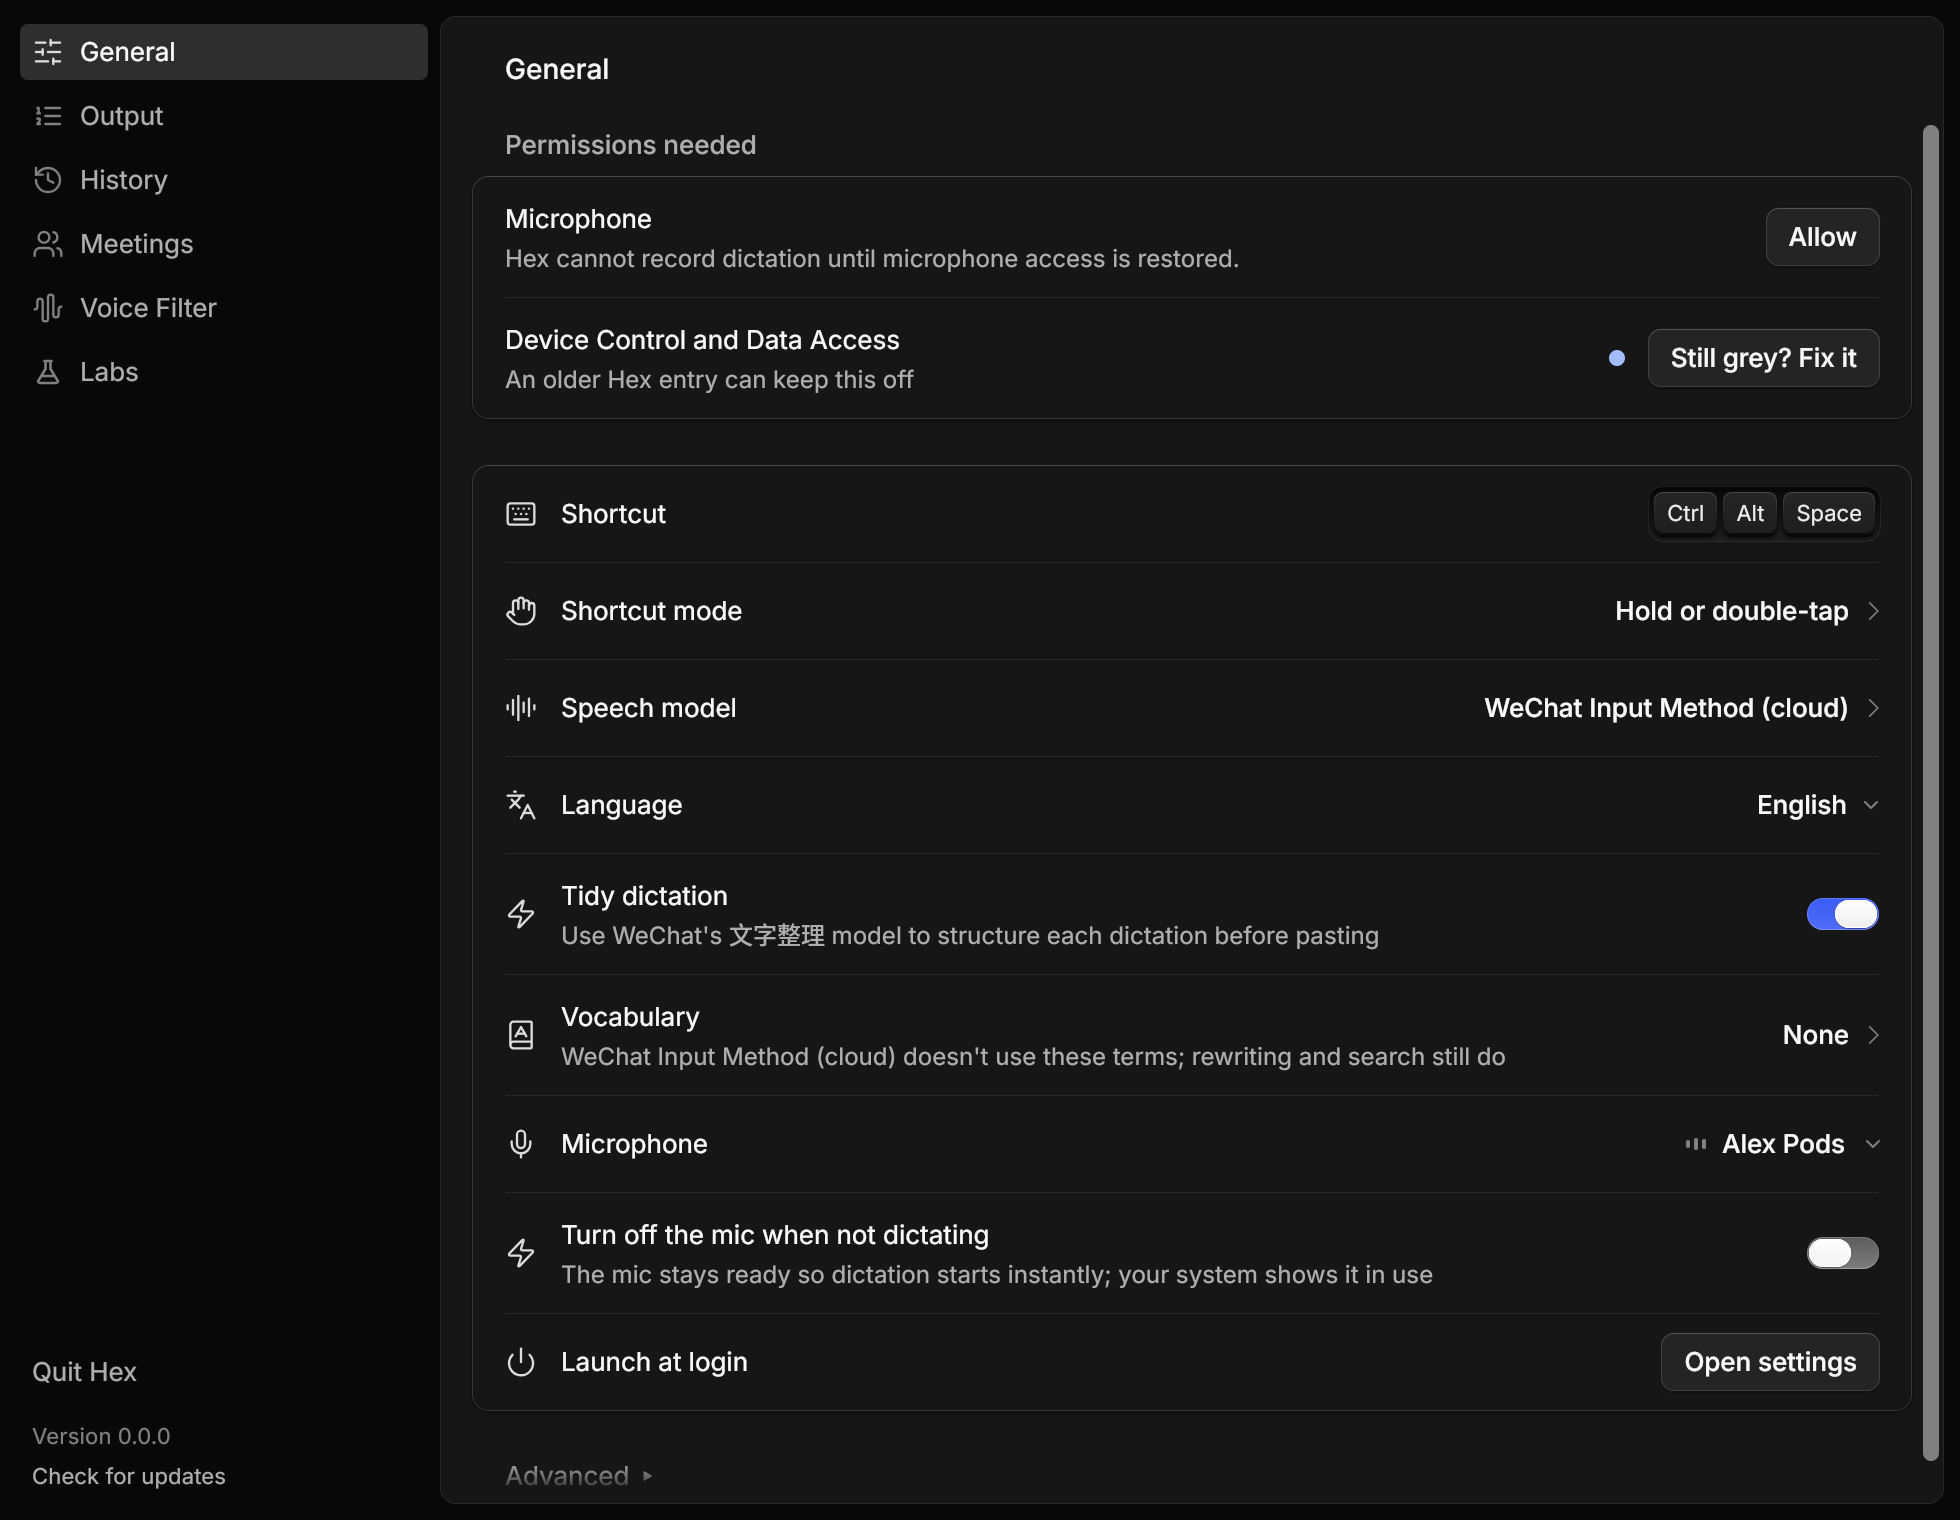 General
Output
History
Meetings
Voice Filter
Labs
Quit Hex
Version 0.0.0
Check for updates
General
Permissions needed
Microphone
Hex cannot record dictation until microphone access is restored.
Allow
Device Control and Data Access
An older Hex entry can keep this off
Still grey? Fix it
Shortcut
Ctrl Alt Space
Shortcut mode
Hold or double-tap
Speech model
WeChat Input Method (cloud)
Language
English
Tidy dictation
Use WeChat's 文字整理 model to structure each dictation before pasting
Vocabulary
WeChat Input Method (cloud) doesn't use these terms; rewriting and search still do
None
Microphone
Alex Pods
Turn off the mic when not dictating
The mic stays ready so dictation starts instantly; your system shows it in use
Launch at login
Open settings
Advanced